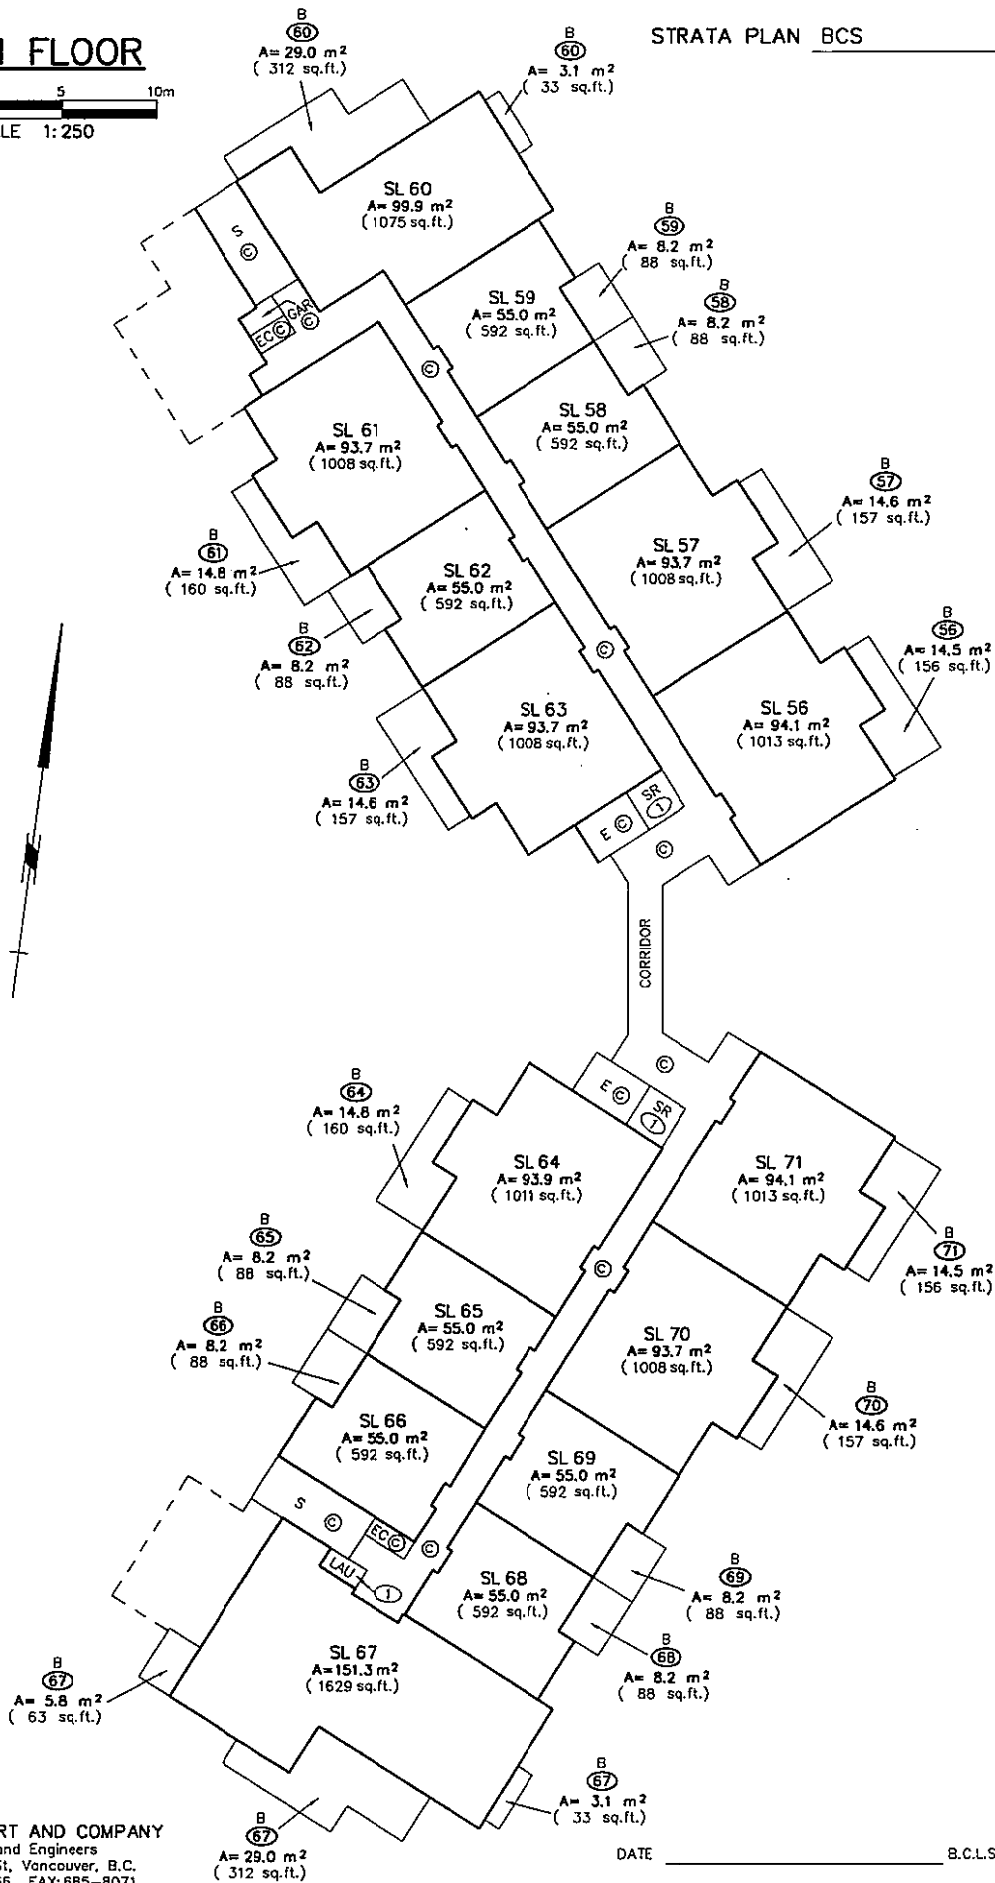 FLOOR
5 10m
LE 1:250
STRATA PLAN BCS
B
60
A= 29.0 m²
( 312 sq.ft.)
B
60
A= 3.1 m²
( 33 sq.ft.)
SL 60
A= 99.9 m²
(1075 sq.ft.)
B
59
A= 8.2 m²
( 88 sq.ft.)
B
58
A= 8.2 m²
( 88 sq.ft.)
S
C
GAR
C
EC C
C
SL 59
A= 55.0 m²
( 592 sq.ft.)
SL 58
A= 55.0 m²
( 592 sq.ft.)
SL 61
A= 93.7 m²
( 1008 sq.ft.)
B
57
A= 14.6 m²
( 157 sq.ft.)
B
61
A= 14.8 m²
( 160 sq.ft.)
SL 62
A= 55.0 m²
( 592 sq.ft.)
SL 57
A= 93.7 m²
(1008 sq.ft.)
B
62
A= 8.2 m²
( 88 sq.ft.)
C
B
56
A= 14.5 m²
( 156 sq.ft.)
SL 63
A= 93.7 m²
(1008 sq.ft.)
SL 56
A= 94.1 m²
(1013 sq.ft.)
B
63
A= 14.6 m²
( 157 sq.ft.)
E C
SR
1
C
CORRIDOR
C
E C
SR
1
B
64
A= 14.8 m²
( 160 sq.ft.)
SL 64
A= 93.9 m²
( 1011 sq.ft.)
SL 71
A= 94.1 m²
(1013 sq.ft.)
B
71
A= 14.5 m²
( 156 sq.ft.)
B
65
A= 8.2 m²
( 88 sq.ft.)
C
SL 65
A= 55.0 m²
( 592 sq.ft.)
B
66
A= 8.2 m²
( 88 sq.ft.)
SL 70
A= 93.7 m²
(1008 sq.ft.)
B
70
A= 14.6 m²
( 157 sq.ft.)
SL 66
A= 55.0 m²
( 592 sq.ft.)
SL 69
A= 55.0 m²
( 592 sq.ft.)
S
C
EC C
C
LAU
1
SL 68
A= 55.0 m²
( 592 sq.ft.)
B
69
A= 8.2 m²
( 88 sq.ft.)
B
68
A= 8.2 m²
( 88 sq.ft.)
SL 67
A= 151.3 m²
( 1629 sq.ft.)
B
67
A= 5.8 m²
( 63 sq.ft.)
B
67
A= 3.1 m²
( 33 sq.ft.)
B
67
A= 29.0 m²
( 312 sq.ft.)
RT AND COMPANY
and Engineers
St, Vancouver, B.C.
FAX: 685-8071
DATE B.C.L.S